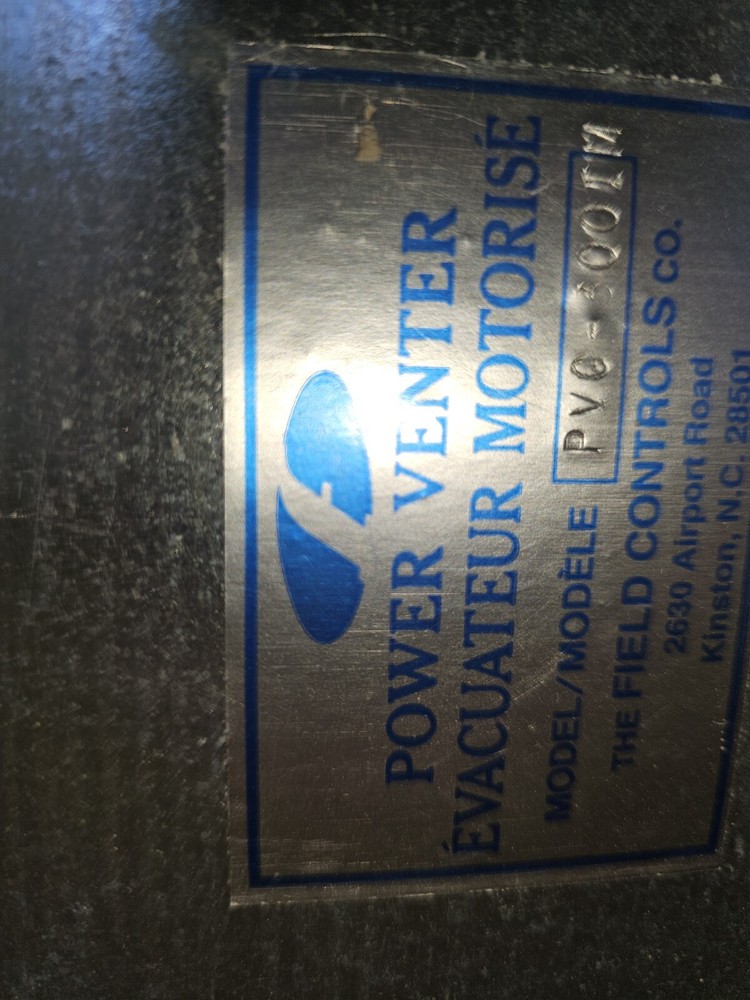 POWER VENTER
ÉVACUATEUR MOTORISÉ
MODEL/MODÈLE
THE FIELD CONTROLS CO.
2630 Airport Road
Kinston, N.C. 28501